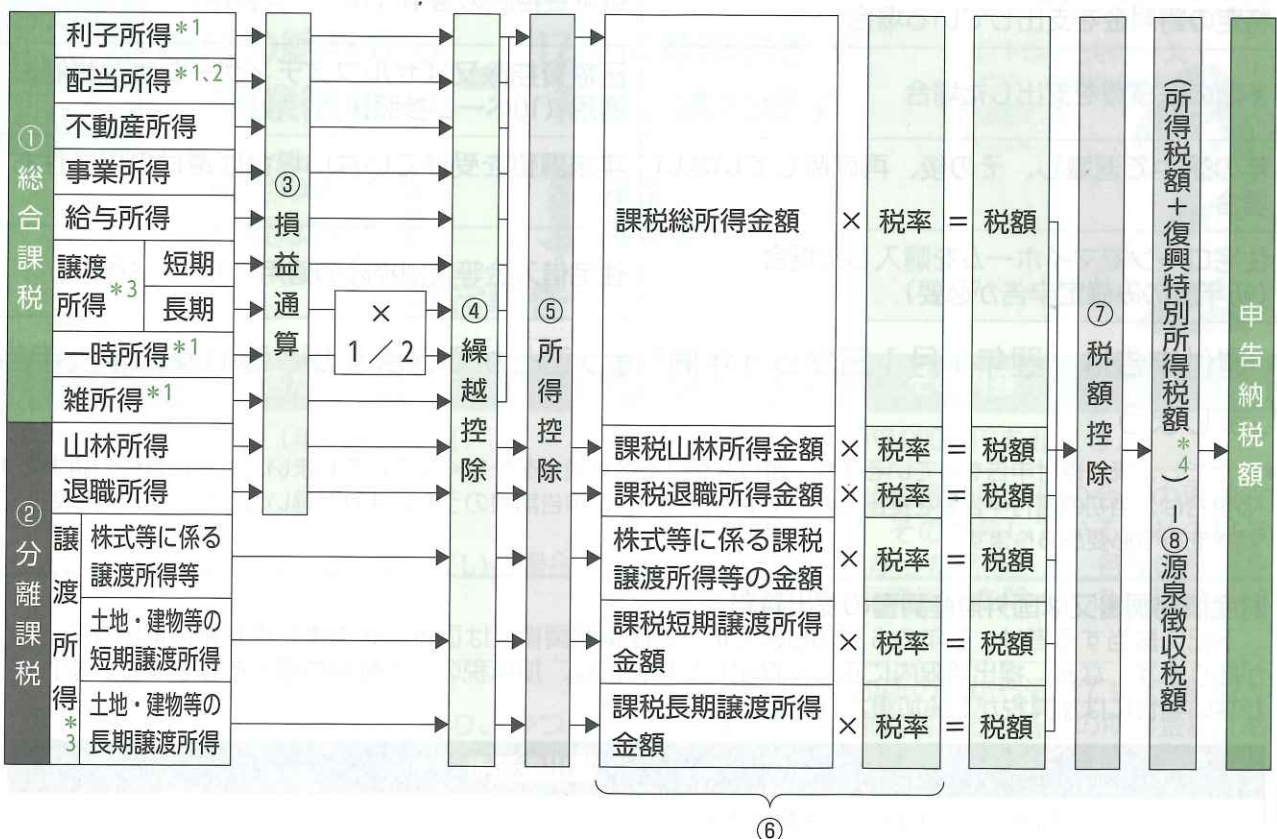 ① 総合課税
利子所得*1
配当所得*1、2
不動産所得
事業所得
給与所得
譲渡所得*3
短期
長期
一時所得*1
雑所得*1
② 分離課税
山林所得
退職所得
譲渡所得*3
株式等に係る
譲渡所得等
土地・建物等の
短期譲渡所得
土地・建物等の
長期譲渡所得
③ 損益通算
×
1/2
④ 繰越控除
⑤ 所得控除
課税総所得金額 × 税率 = 税額
課税山林所得金額 × 税率 = 税額
課税退職所得金額 × 税率 = 税額
株式等に係る課税
譲渡所得等の金額 × 税率 = 税額
課税短期譲渡所得
金額 × 税率 = 税額
課税長期譲渡所得
金額 × 税率 = 税額
⑥
⑦ 税額控除
(所得税額+復興特別所得税額*4)-⑧源泉徴収税額
申告納税額